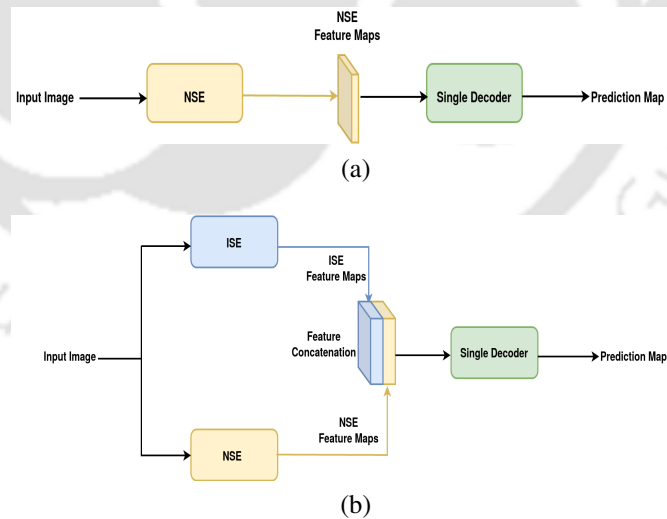 NSE
Feature Maps
Input Image
NSE
Single Decoder
Prediction Map
(a)
ISE
ISE
Feature Maps
Feature
Concatenation
Input Image
Single Decoder
Prediction Map
NSE
Feature Maps
NSE
(b)